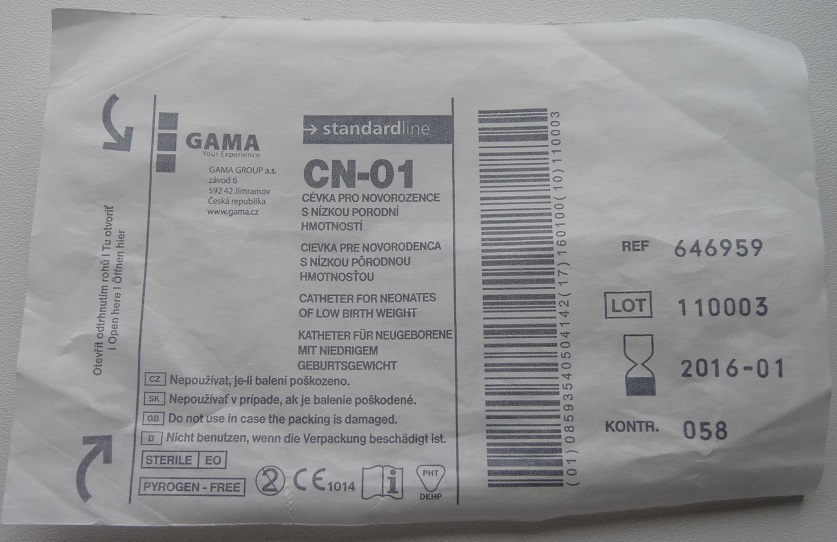 GAMA
Your Experience
GAMA GROUP a.s.
závod 6
592 42 Jimramov
Česká republika
www.gama.cz
standardline
CN-01
CÉVKA PRO NOVOROZENCE
S NÍZKOU PORODNÍ
HMOTNOSTÍ
CIEVKA PRE NOVORODENCA
S NÍZKOU PÔRODNOU
HMOTNOSŤOU
CATHETER FOR NEONATES
OF LOW BIRTH WEIGHT
KATHETER FÜR NEUGEBORENE
MIT NIEDRIGEM
GEBURTSGEWICHT
Otevřít odtrhnutím rohů | Tu otvoriť
| Open here | Öffnen hier
CZ Nepoužívat, je-li balení poškozeno.
SK Nepoužívať v prípade, ak je balenie poškodené.
GB Do not use in case the packing is damaged.
D Nicht benutzen, wenn die Verpackung beschädigt ist.
STERILE EO
PYROGEN - FREE
2 CE 1014 i PHT
DEHP
(01)08593540504142(17)160100(10)110003
REF 646959
LOT 110003
2016-01
KONTR. 058